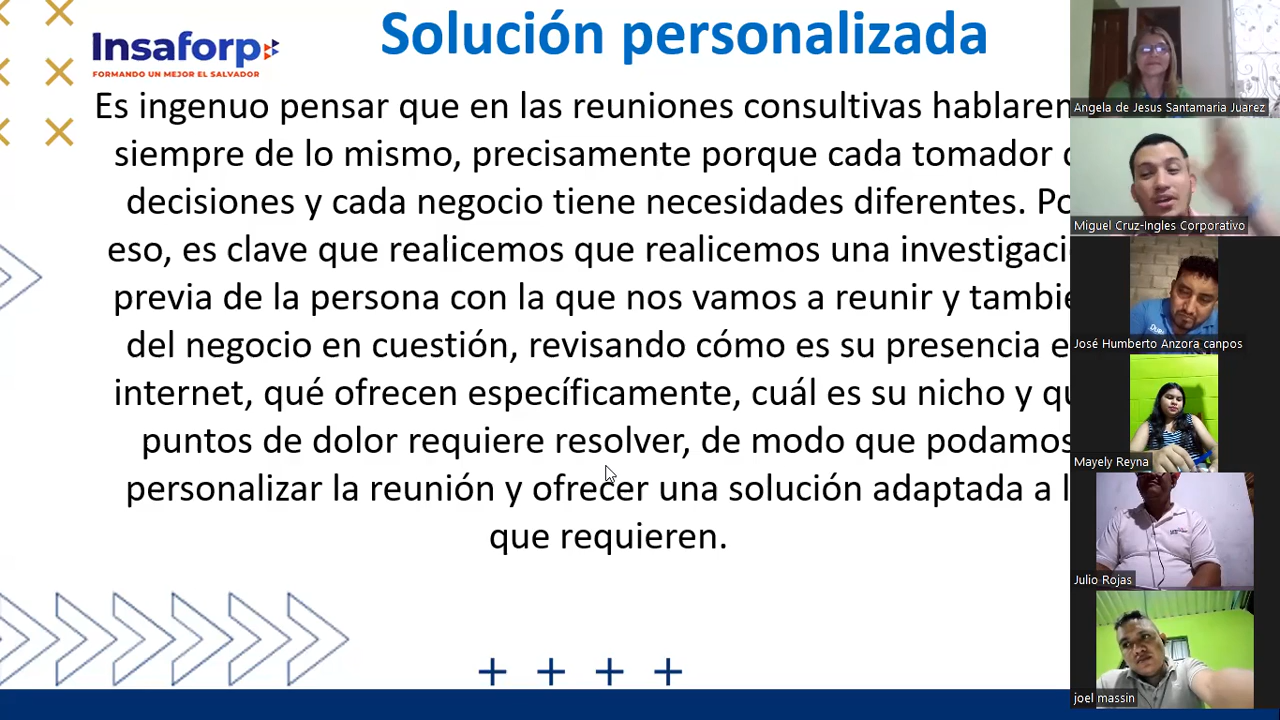 Solución personalizada
Insaforp
FORMANDO UN MEJOR EL SALVADOR
Es ingenuo pensar que en las reuniones consultivas hablaren
siempre de lo mismo, precisamente porque cada tomador
decisiones y cada negocio tiene necesidades diferentes. Po
eso, es clave que realicemos que realicemos una investigaci
previa de la persona con la que nos vamos a reunir y tambie
del negocio en cuestión, revisando cómo es su presencia e
internet, qué ofrecen específicamente, cuál es su nicho y qu
puntos de dolor requiere resolver, de modo que podamos
personalizar la reunión y ofrecer una solución adaptada a l
que requieren.
Angela de Jesus Santamaria Juarez
Miguel Cruz-Ingles Corporativo
José Humberto Anzora canpos
Mayely Reyna
Julio Rojas
joel massin